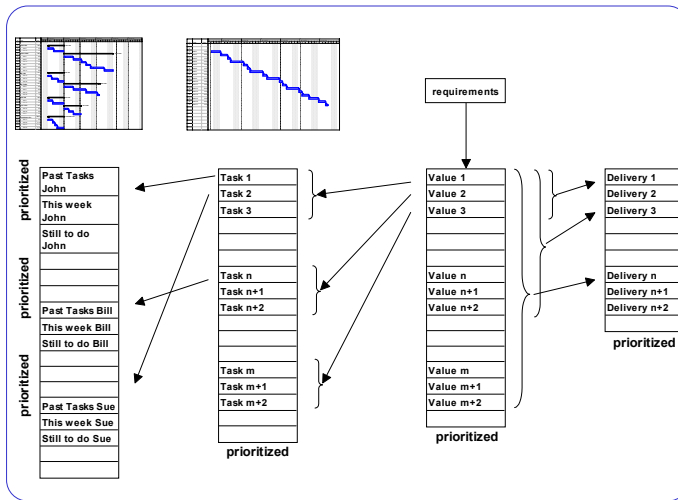 requirements
prioritized
prioritized
prioritized
Past Tasks
John
This week
John
Still to do
John
Past Tasks Bill
This week Bill
Still to do Bill
Past Tasks Sue
This week Sue
Still to do Sue
Task 1
Task 2
Task 3
Task n
Task n+1
Task n+2
Task m
Task m+1
Task m+2
prioritized
Value 1
Value 2
Value 3
Value n
Value n+1
Value n+2
Value m
Value m+1
Value m+2
prioritized
Delivery 1
Delivery 2
Delivery 3
Delivery n
Delivery n+1
Delivery n+2
prioritized